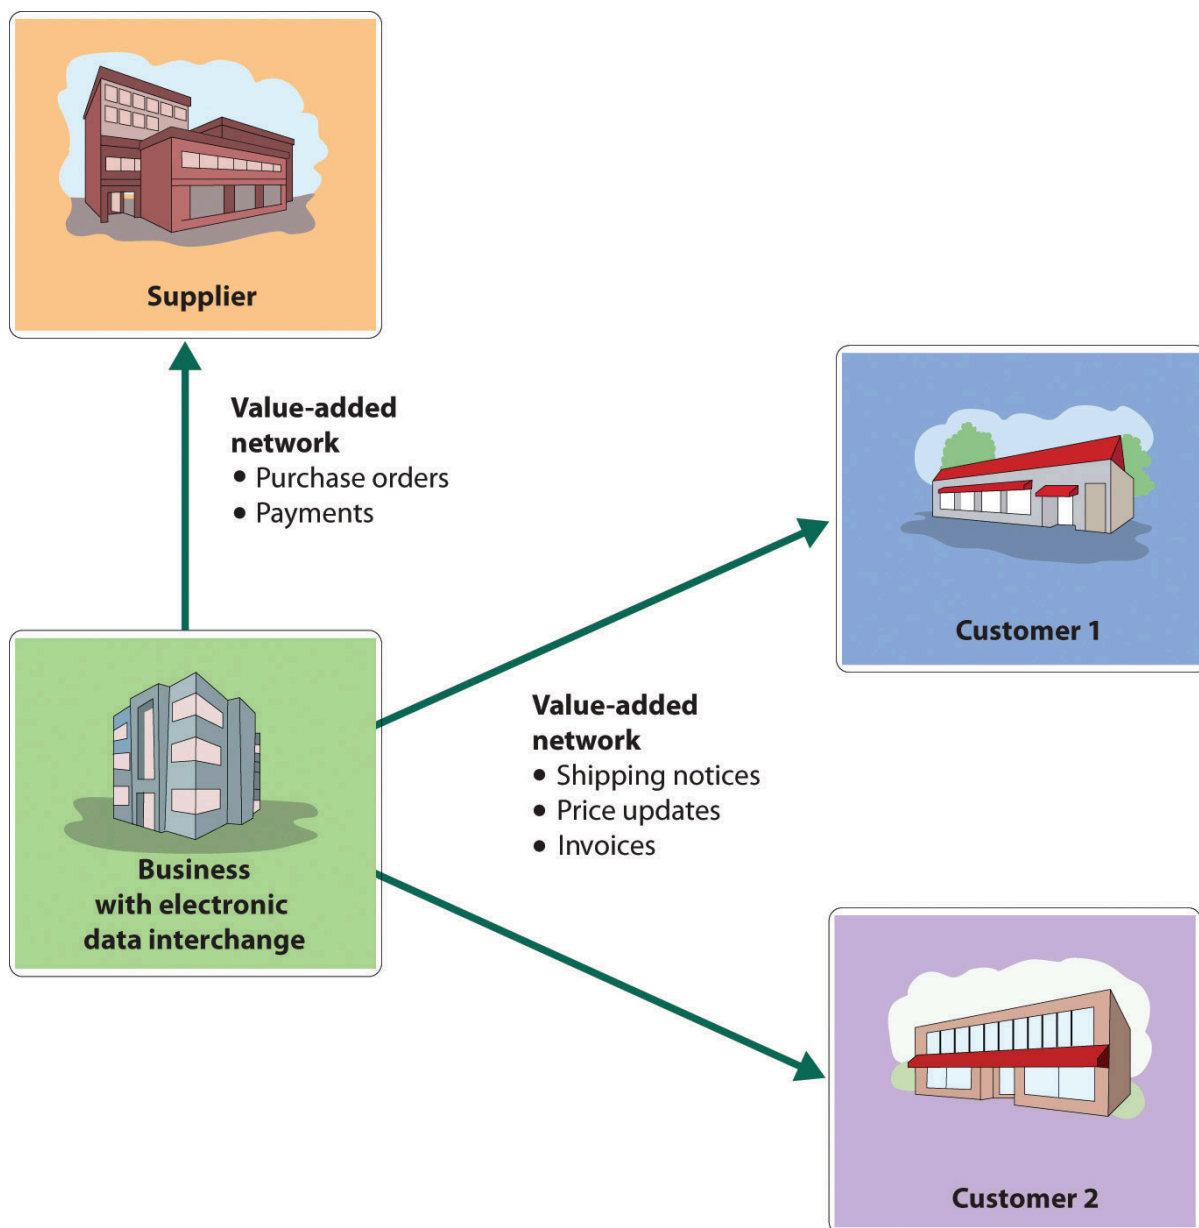 Supplier
Value-added
network
• Purchase orders
• Payments
Customer 1
Value-added
network
• Shipping notices
• Price updates
• Invoices
Business
with electronic
data interchange
Customer 2